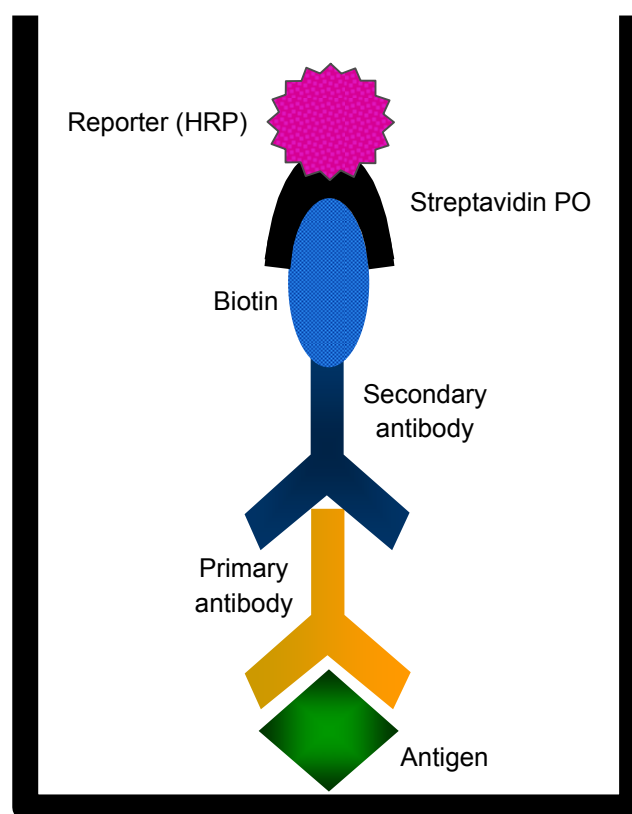 Reporter (HRP)
Streptavidin PO
Biotin
Secondary
antibody
Primary
antibody
Antigen